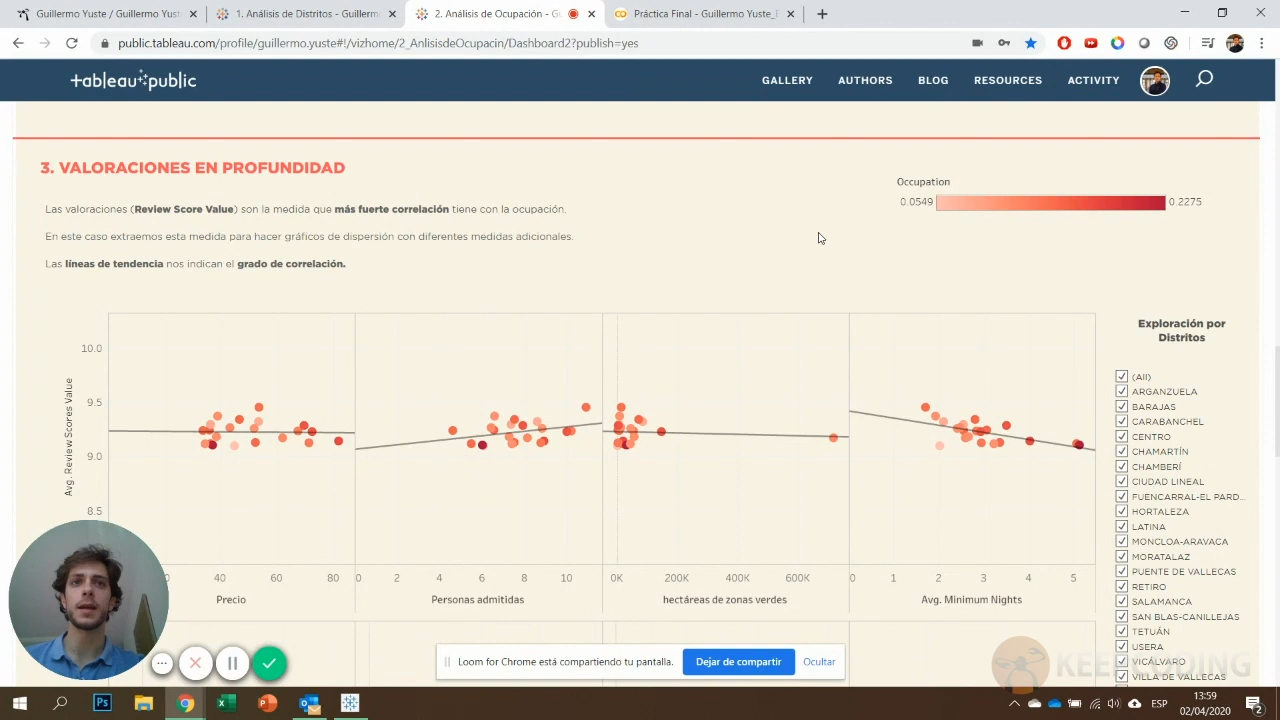 Guillermo Yuste / Guillermo Yuste
1. Análisis de Distritos - Guillerm
2. Análisis de Ocupación - Gu
Práctica Final - Guillermo Yuste_E
public.tableau.com/profile/guillermo.yuste#!/vizhome/2_AnlisisdeOcupacin/Dashboard2?publish=yes
+ableau+public
GALLERY
AUTHORS
BLOG
RESOURCES
ACTIVITY
3. VALORACIONES EN PROFUNDIDAD
Las valoraciones (Review Score Value) son la medida que más fuerte correlación tiene con la ocupación.
En este caso extraemos esta medida para hacer gráficos de dispersión con diferentes medidas adicionales.
Las líneas de tendencia nos indican el grado de correlación.
Occupation
0.0549
0.2275
Avg. Review Scores Value
10.0
9.5
9.0
8.5
0
40
60
80
Precio
0
2
4
6
8
10
Personas admitidas
0K
200K
400K
600K
hectáreas de zonas verdes
0
1
2
3
4
5
Avg. Minimum Nights
Exploración por
Distritos
(All)
ARGANZUELA
BARAJAS
CARABANCHEL
CENTRO
CHAMARTÍN
CHAMBERÍ
CIUDAD LINEAL
FUENCARRAL-EL PARD...
HORTALEZA
LATINA
MONCLOA-ARAVACA
MORATALAZ
PUENTE DE VALLECAS
RETIRO
SALAMANCA
SAN BLAS-CANILLEJAS
TETUÁN
USERA
VICÁLVARO
VILLA DE VALLECAS
KEEPCODING
Loom for Chrome está compartiendo tu pantalla.
Dejar de compartir
Ocultar
Ps
ESP
13:59
02/04/2020
2